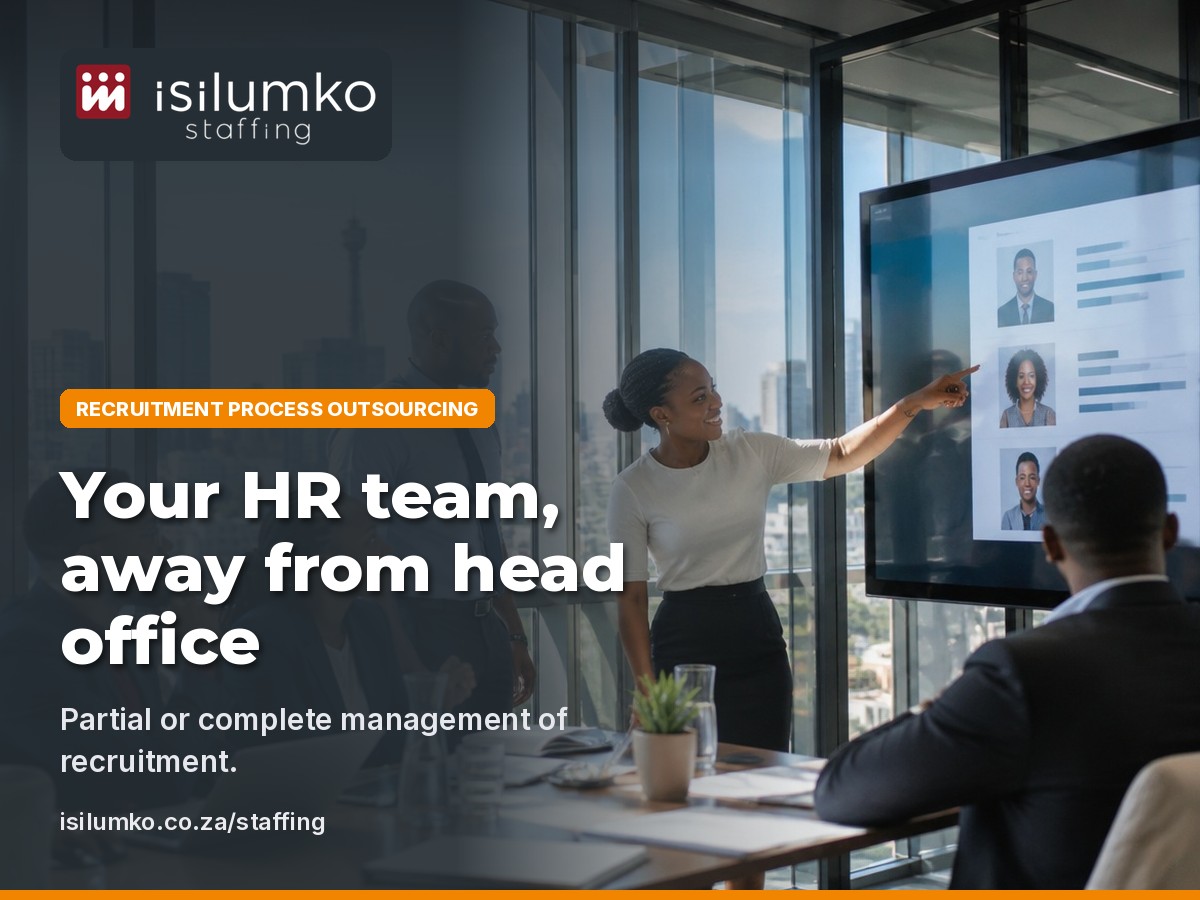 isilumko
staffing
RECRUITMENT PROCESS OUTSOURCING
Your HR team,
away from head
office
Partial or complete management of
recruitment.
isilumko.co.za/staffing